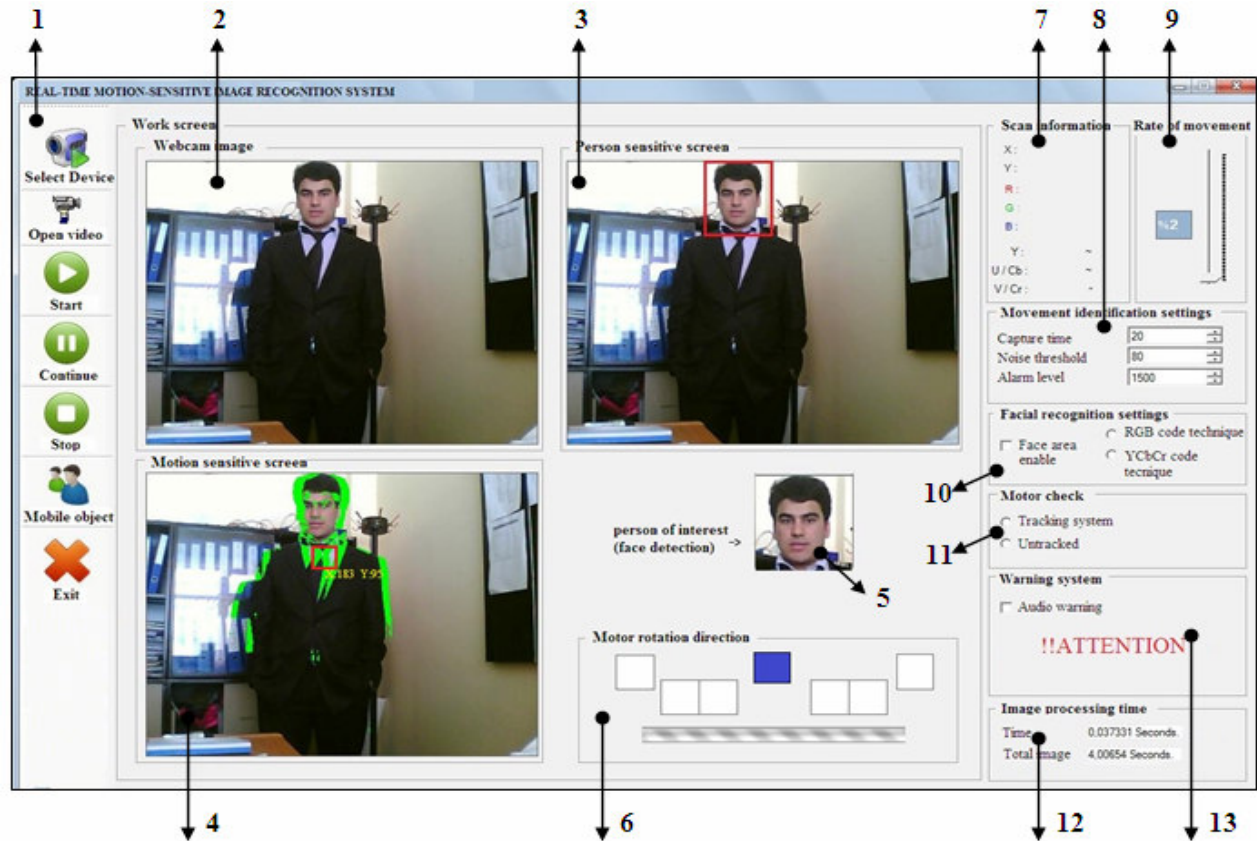 1
2
3
7
8
9
REAL-TIME MOTION-SENSITIVE IMAGE RECOGNITION SYSTEM
Select Device
Open video
Start
Continue
Stop
Mobile object
Exit
Work screen
Webcam image
Person sensitive screen
Motion sensitive screen
X:183 Y:95
person of interest
(face detection) ->
5
Motor rotation direction
Scan information
X :
Y :
R :
G :
B :
Y : ~
U / Cb : ~
V / Cr : ~
Rate of movement
%2
Movement identification settings
Capture time 20
Noise threshold 80
Alarm level 1500
Facial recognition settings
Face area
enable
RGB code technique
YCbCr code
tecnique
10
Motor check
Tracking system
Untracked
11
Warning system
Audio warning
!!ATTENTION
Image processing time
Time 0,037331 Seconds.
Total image 4,00654 Seconds.
4
6
12
13